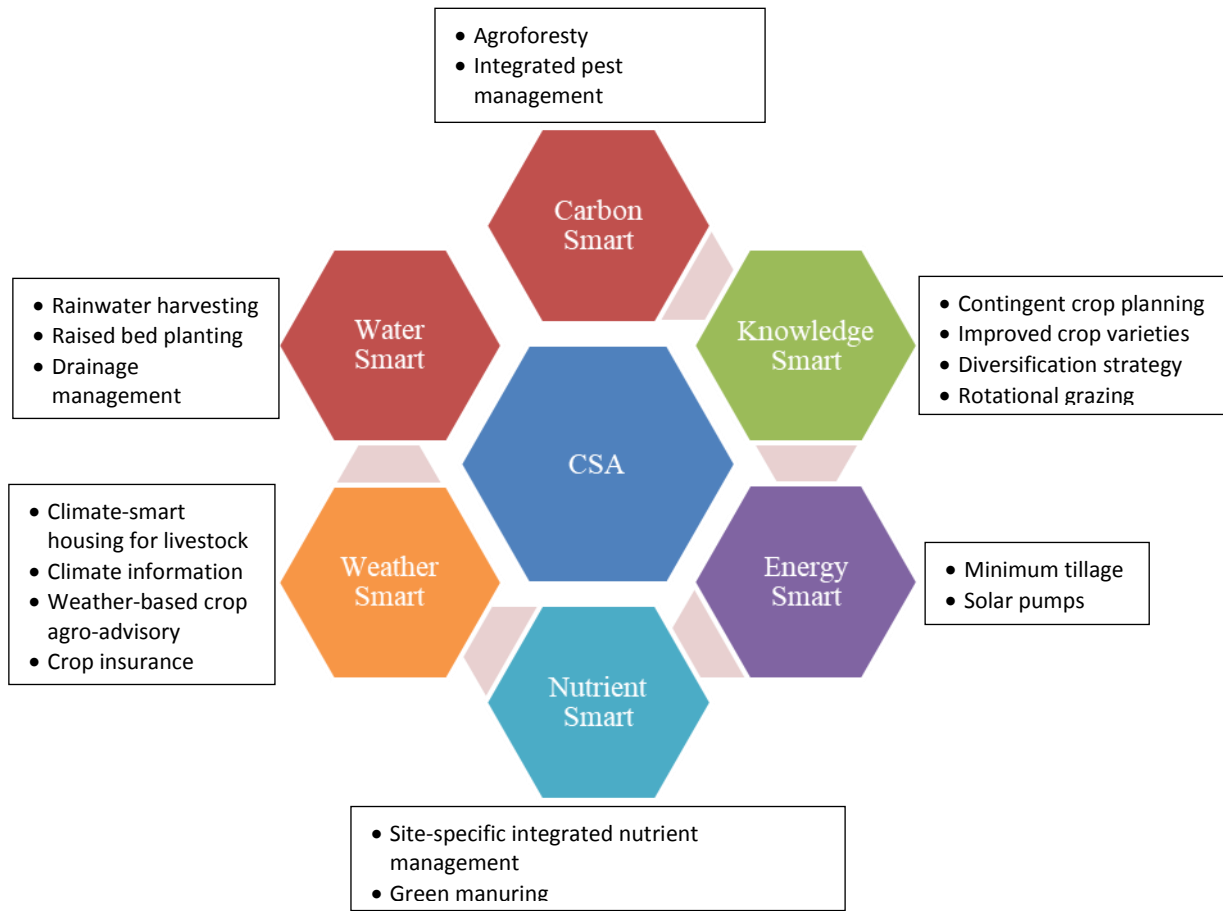 • Agroforesty
• Integrated pest
management
Carbon
Smart
• Rainwater harvesting
• Raised bed planting
• Drainage
management
Water
Smart
Knowledge
Smart
• Contingent crop planning
• Improved crop varieties
• Diversification strategy
• Rotational grazing
CSA
• Climate-smart
housing for livestock
• Climate information
• Weather-based crop
agro-advisory
• Crop insurance
Weather
Smart
Energy
Smart
• Minimum tillage
• Solar pumps
Nutrient
Smart
• Site-specific integrated nutrient
management
• Green manuring